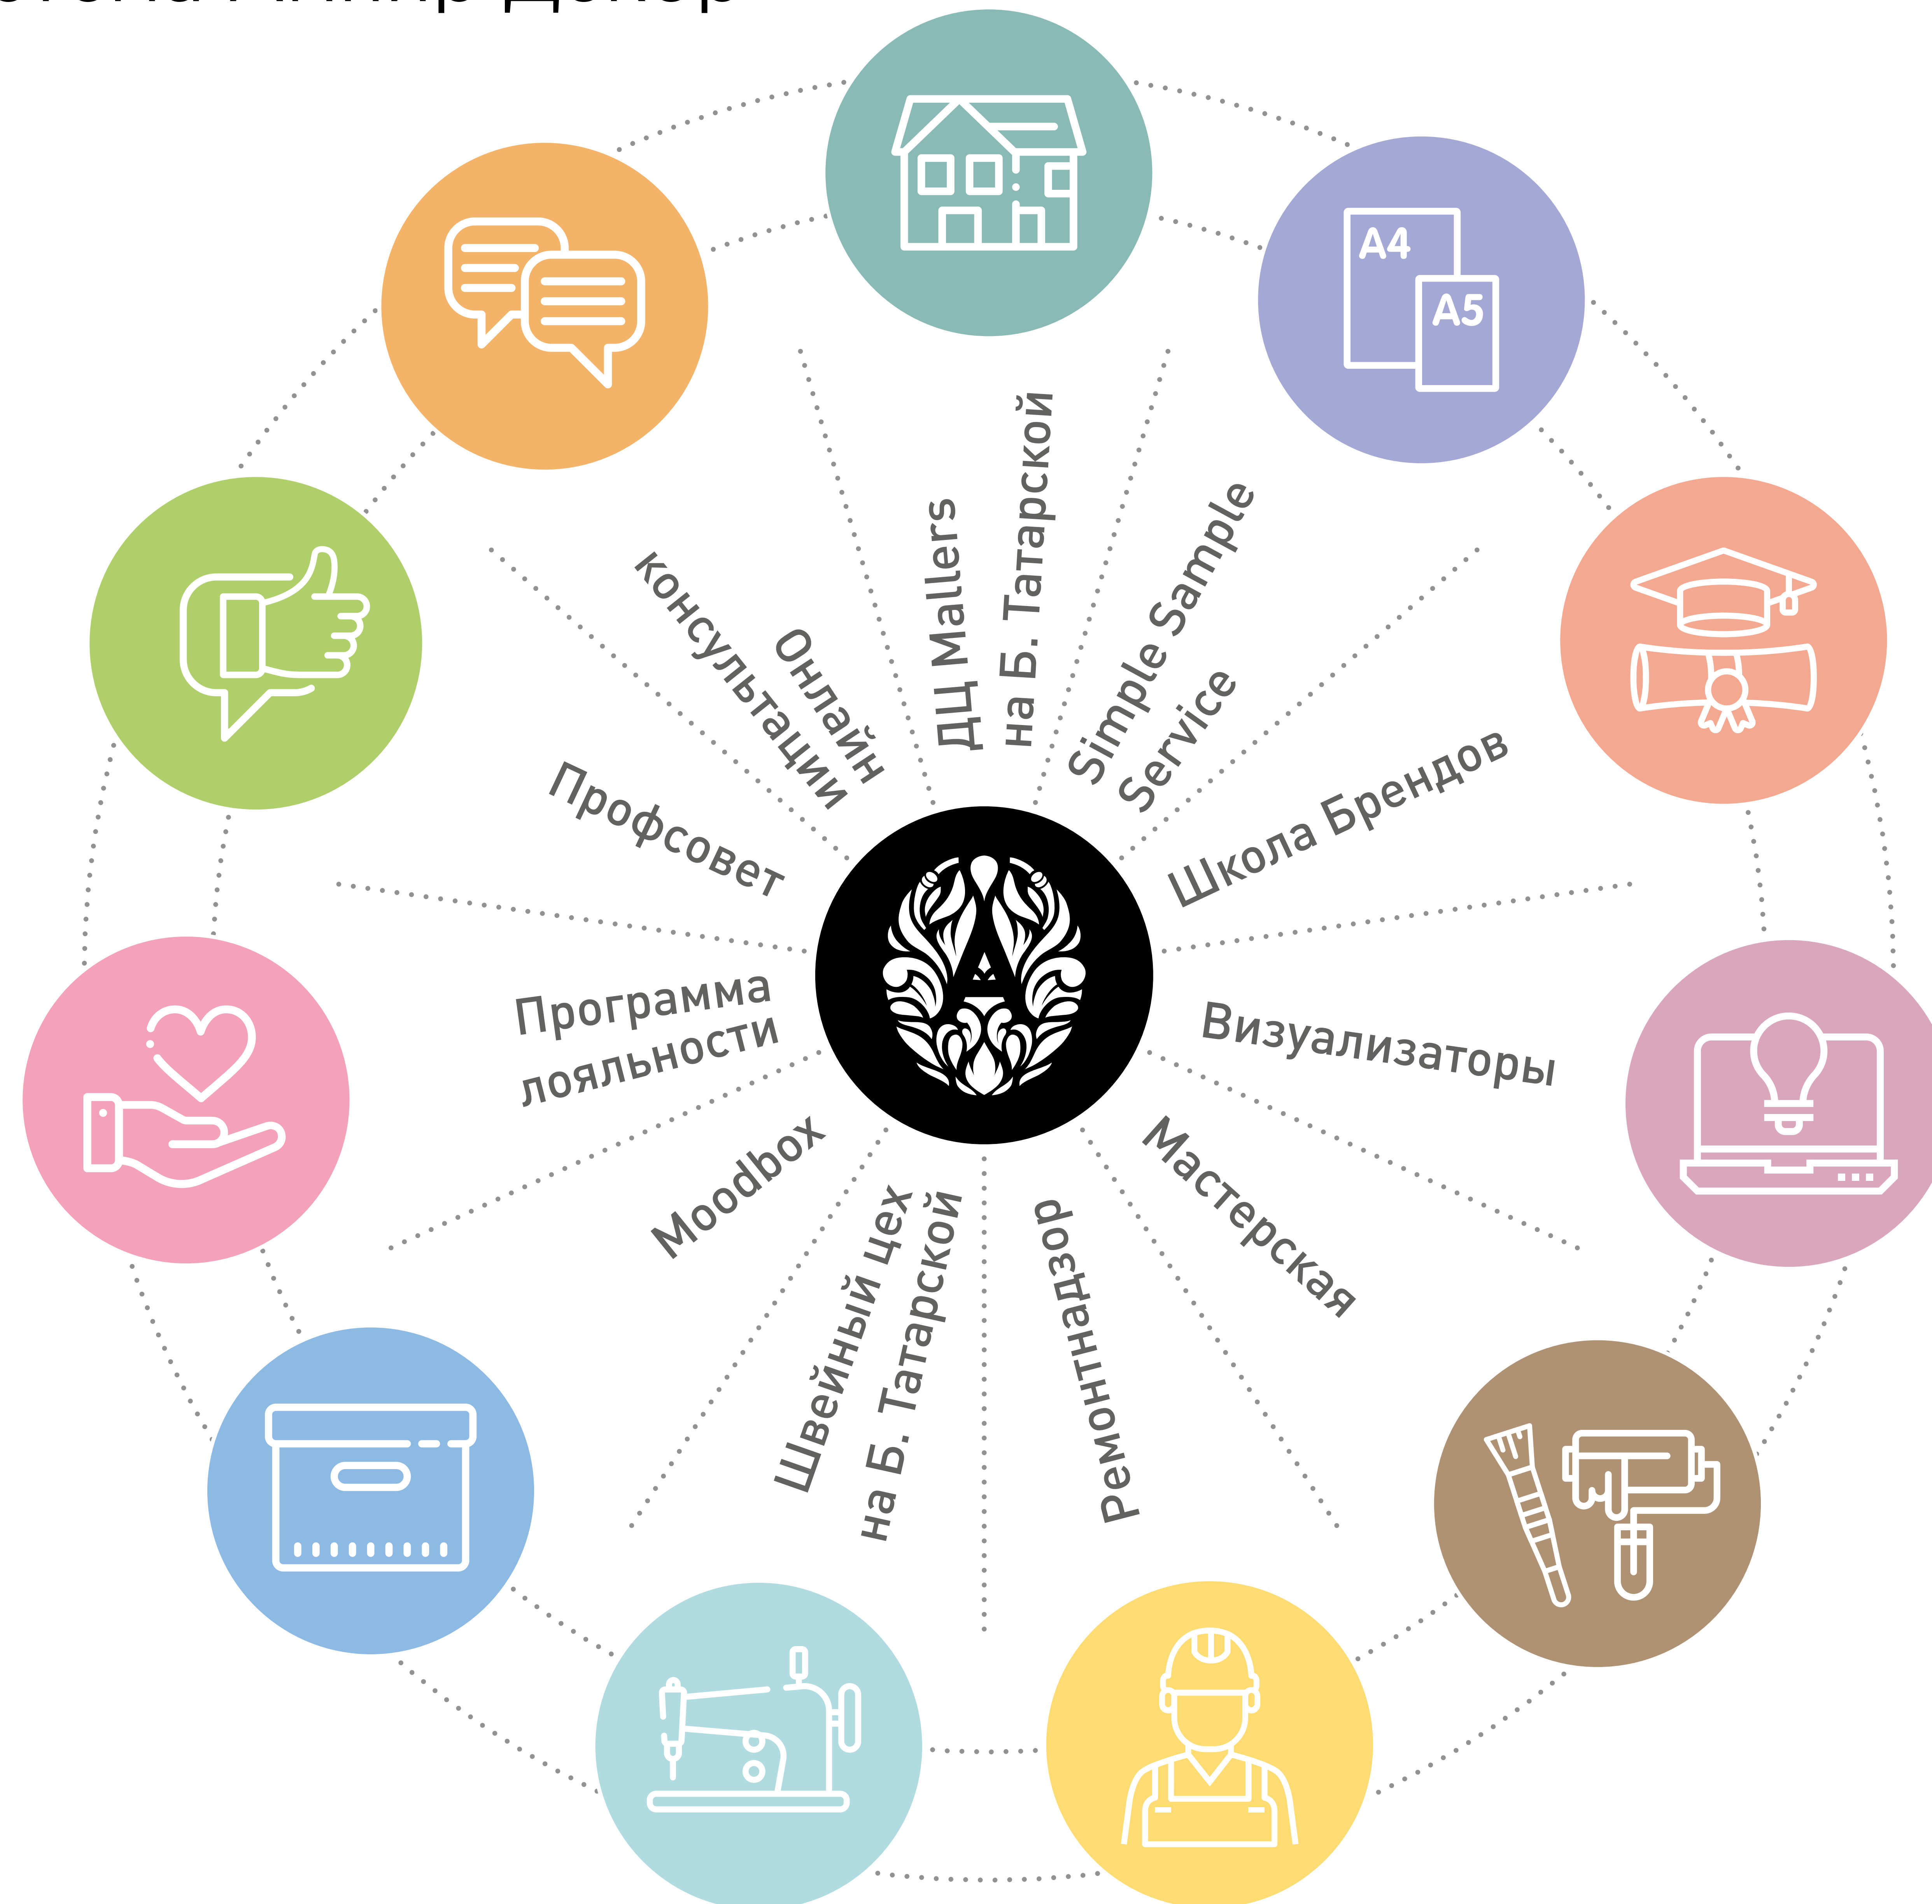 ДЦ Mallers
на Б. Татарской
Simple Sample
Service
Школа Брендов
Визуализаторы
Мастерская
Ремонтнадзор
Швейный цех
на Б. Татарской
Moodbox
Программа
лояльности
Профсовет
Онлайн
консультации
A4
A5
A